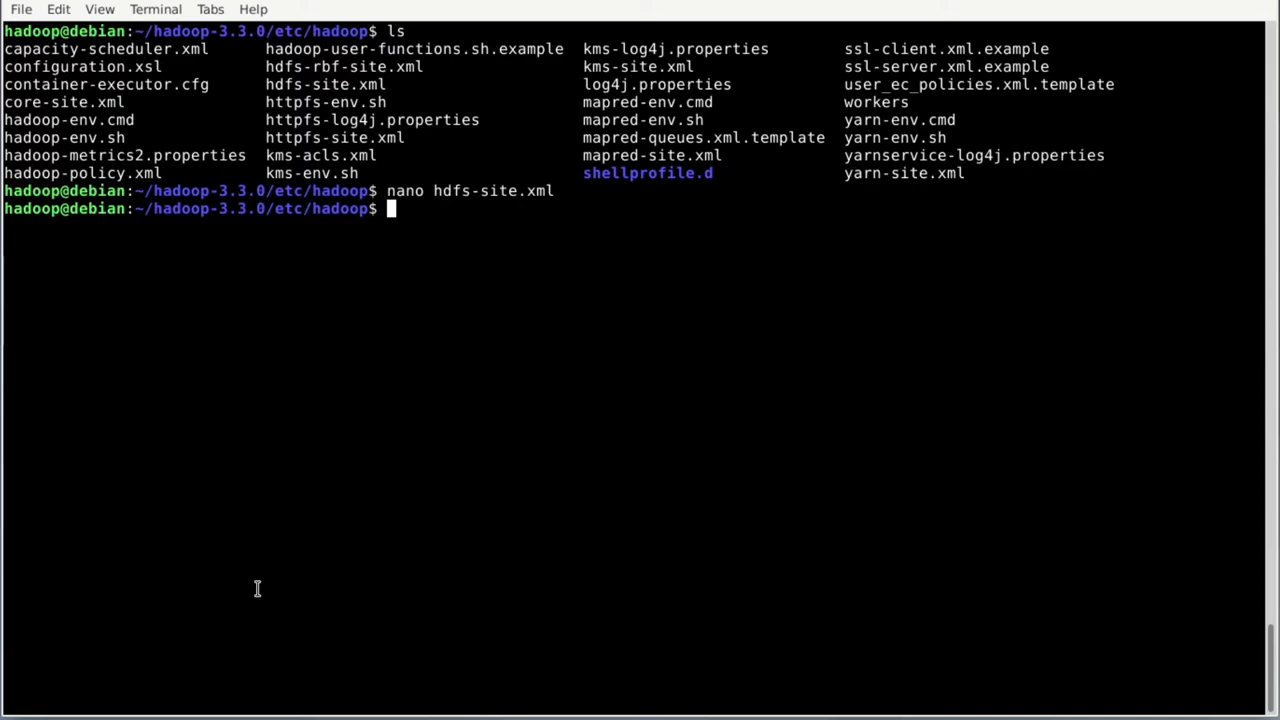 File Edit View Terminal Tabs Help
hadoop@debian:~/hadoop-3.3.0/etc/hadoop$ ls
capacity-scheduler.xml hadoop-user-functions.sh.example kms-log4j.properties ssl-client.xml.example
configuration.xsl hdfs-rbf-site.xml kms-site.xml ssl-server.xml.example
container-executor.cfg hdfs-site.xml log4j.properties user_ec_policies.xml.template
core-site.xml httpfs-env.sh mapred-env.cmd workers
hadoop-env.cmd httpfs-log4j.properties mapred-env.sh yarn-env.cmd
hadoop-env.sh httpfs-site.xml mapred-queues.xml.template yarn-env.sh
hadoop-metrics2.properties kms-acls.xml mapred-site.xml yarnservice-log4j.properties
hadoop-policy.xml kms-env.sh shellprofile.d yarn-site.xml
hadoop@debian:~/hadoop-3.3.0/etc/hadoop$ nano hdfs-site.xml
hadoop@debian:~/hadoop-3.3.0/etc/hadoop$